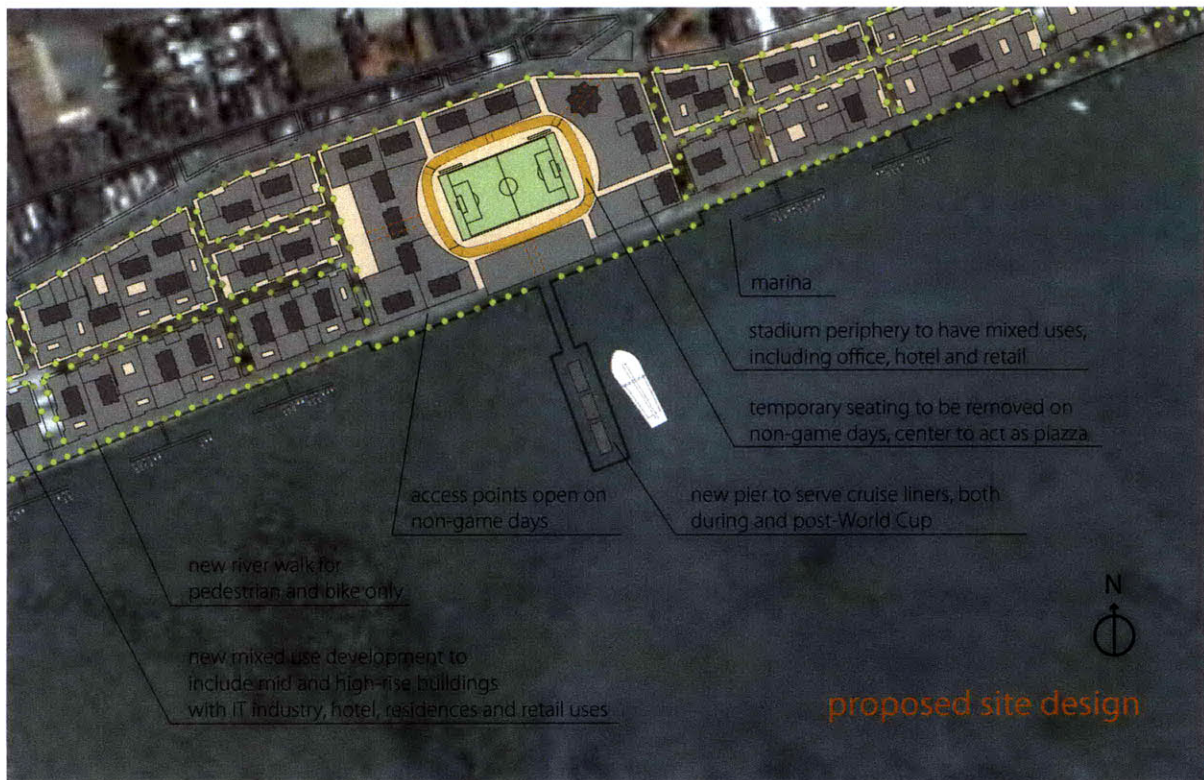 marina
stadium periphery to have mixed uses,
including office, hotel and retail
temporary seating to be removed on
non-game days, center to act as piazza
access points open on
non-game days
new pier to serve cruise liners, both
during and post-World Cup
new river walk for
pedestrian and bike only
new mixed use development to
include mid and high-rise buildings
with IT industry, hotel, residences and retail uses
N
proposed site design